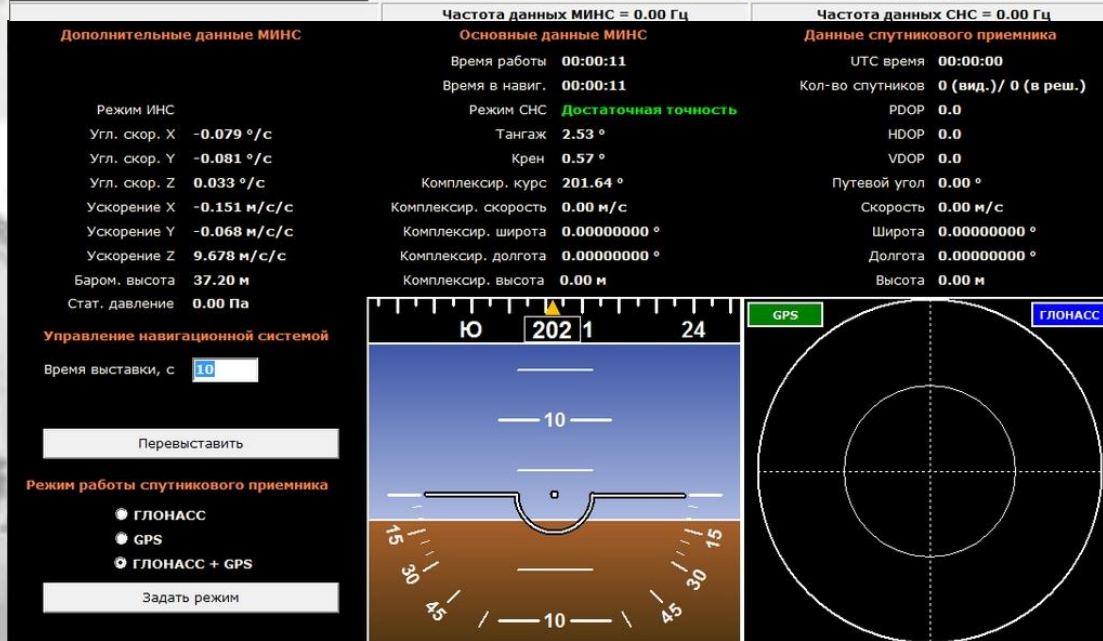 Частота данных МИНС = 0.00 Гц
Частота данных СНС = 0.00 Гц
Дополнительные данные МИНС
Режим ИНС
Угл. скор. X -0.079 °/с
Угл. скор. Y -0.081 °/с
Угл. скор. Z 0.033 °/с
Ускорение X -0.151 м/с/с
Ускорение Y -0.068 м/с/с
Ускорение Z 9.678 м/с/с
Баром. высота 37.20 м
Стат. давление 0.00 Па
Управление навигационной системой
Время выставки, с 10
Перевыставить
Режим работы спутникового приемника
ГЛОНАСС
GPS
ГЛОНАСС + GPS
Задать режим
Основные данные МИНС
Время работы 00:00:11
Время в навиг. 00:00:11
Режим СНС Достаточная точность
Тангаж 2.53 °
Крен 0.57 °
Комплексир. курс 201.64 °
Комплексир. скорость 0.00 м/с
Комплексир. широта 0.00000000 °
Комплексир. долгота 0.00000000 °
Комплексир. высота 0.00 м
Ю 202 1 24
10
15 15
30 30
45 10 45
Данные спутникового приемника
UTC время 00:00:00
Кол-во спутников 0 (вид.)/ 0 (в реш.)
PDOP 0.0
HDOP 0.0
VDOP 0.0
Путевой угол 0.00 °
Скорость 0.00 м/с
Широта 0.00000000 °
Долгота 0.00000000 °
Высота 0.00 м
GPS ГЛОНАСС